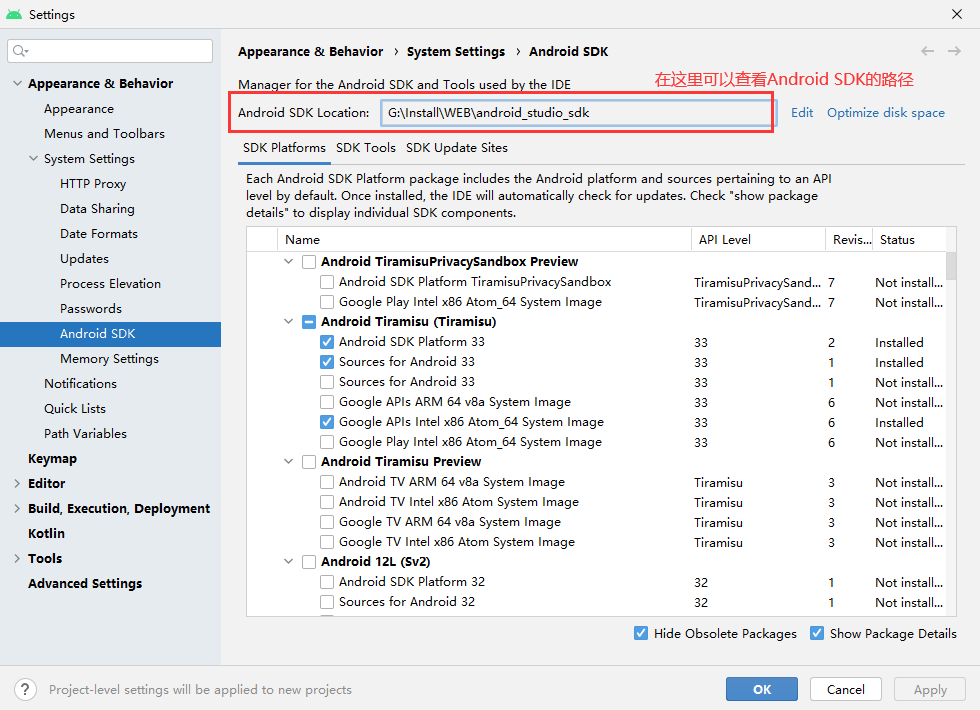 Settings
Appearance & Behavior › System Settings › Android SDK
Appearance & Behavior
Appearance
Menus and Toolbars
System Settings
HTTP Proxy
Data Sharing
Date Formats
Updates
Process Elevation
Passwords
Android SDK
Memory Settings
Notifications
Quick Lists
Path Variables
Keymap
Editor
Build, Execution, Deployment
Kotlin
Tools
Advanced Settings
Manager for the Android SDK and Tools used by the IDE
在这里可以查看Android SDK的路径
Android SDK Location: G:\Install\WEB\android_studio_sdk Edit Optimize disk space
SDK Platforms SDK Tools SDK Update Sites
Each Android SDK Platform package includes the Android platform and sources pertaining to an API
level by default. Once installed, the IDE will automatically check for updates. Check "show package
details" to display individual SDK components.
Name API Level Revis... Status
Android TiramisuPrivacySandbox Preview
Android SDK Platform TiramisuPrivacySandbox TiramisuPrivacySand... 7 Not install...
Google Play Intel x86 Atom_64 System Image TiramisuPrivacySand... 7 Not install...
Android Tiramisu (Tiramisu)
Android SDK Platform 33 33 2 Installed
Sources for Android 33 33 1 Installed
Sources for Android 33 33 1 Not install...
Google APIs ARM 64 v8a System Image 33 6 Not install...
Google APIs Intel x86 Atom_64 System Image 33 6 Installed
Google Play Intel x86 Atom_64 System Image 33 6 Not install...
Android Tiramisu Preview
Android TV ARM 64 v8a System Image Tiramisu 3 Not install...
Android TV Intel x86 Atom System Image Tiramisu 3 Not install...
Google TV ARM 64 v8a System Image Tiramisu 3 Not install...
Google TV Intel x86 Atom System Image Tiramisu 3 Not install...
Android 12L (Sv2)
Android SDK Platform 32 32 1 Not install...
Sources for Android 32 32 1 Not install...
Hide Obsolete Packages Show Package Details
? Project-level settings will be applied to new projects
OK Cancel Apply